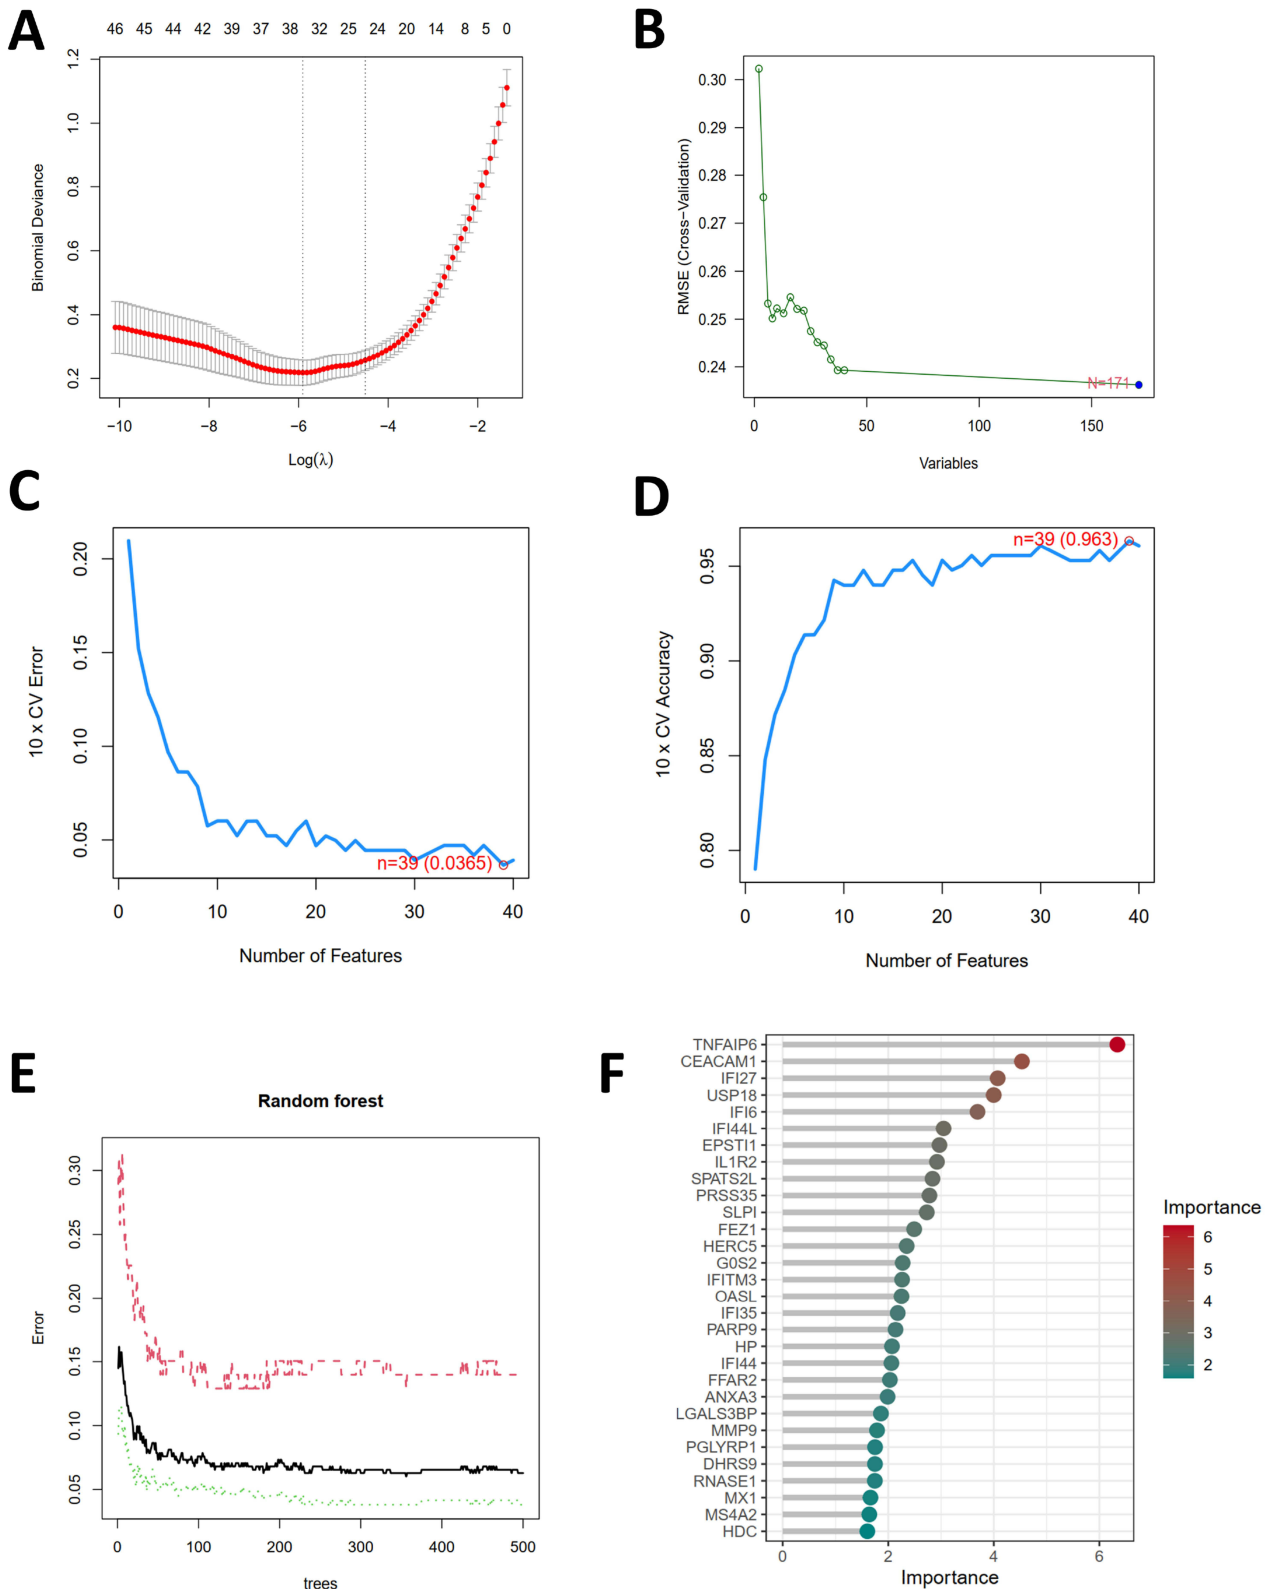 A
46 45 44 42 39 37 38 32 25 24 20 14 8 5 0
Binomial Deviance
1.2
1.0
0.8
0.6
0.4
0.2
−10 −8 −6 −4 −2
Log(λ)
B
RMSE (Cross−Validation)
0.30
0.29
0.28
0.27
0.26
0.25
0.24
N=171
0 50 100 150
Variables
C
10 x CV Error
0.20
0.15
0.10
0.05
n=39 (0.0365)
0 10 20 30 40
Number of Features
D
10 x CV Accuracy
n=39 (0.963)
0.95
0.90
0.85
0.80
0 10 20 30 40
Number of Features
E
Random forest
Error
0.30
0.25
0.20
0.15
0.10
0.05
0 100 200 300 400 500
trees
F
TNFAIP6
CEACAM1
IFI27
USP18
IFI6
IFI44L
EPSTI1
IL1R2
SPATS2L
PRSS35
SLPI
FEZ1
HERC5
G0S2
IFITM3
OASL
IFI35
PARP9
HP
IFI44
FFAR2
ANXA3
LGALS3BP
MMP9
PGLYRP1
DHRS9
RNASE1
MX1
MS4A2
HDC
0 2 4 6
Importance
Importance
6
5
4
3
2